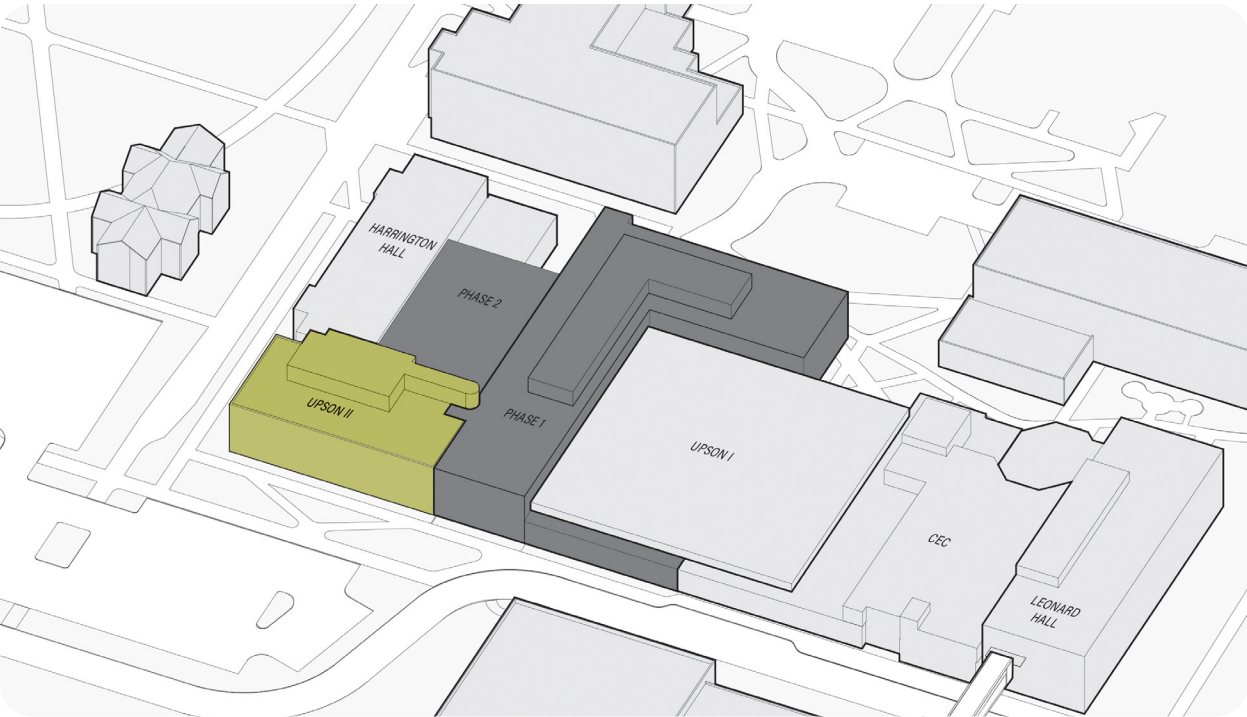 HARRINGTON
HALL
PHASE 2
UPSON II
PHASE 1
UPSON I
CEC
LEONARD
HALL